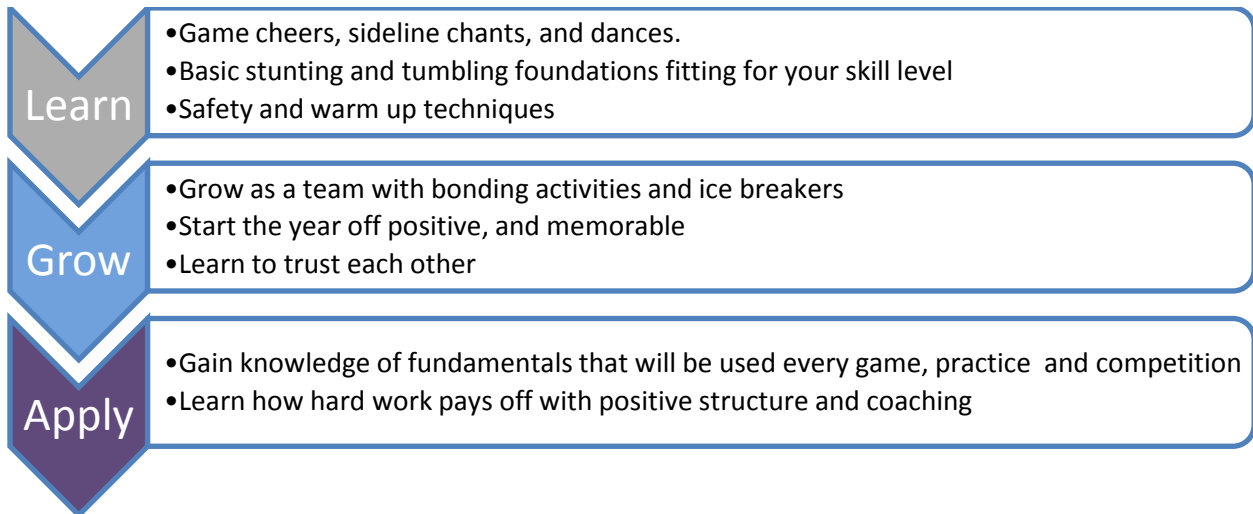 Learn
•Game cheers, sideline chants, and dances.
•Basic stunting and tumbling foundations fitting for your skill level
•Safety and warm up techniques
Grow
•Grow as a team with bonding activities and ice breakers
•Start the year off positive, and memorable
•Learn to trust each other
Apply
•Gain knowledge of fundamentals that will be used every game, practice  and competition
•Learn how hard work pays off with positive structure and coaching